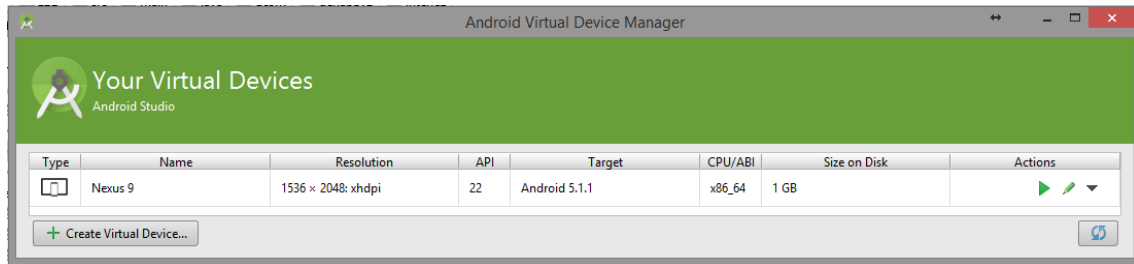 Android Virtual Device Manager
Your Virtual Devices
Android Studio
Type Name Resolution API Target CPU/ABI Size on Disk Actions
Nexus 9 1536 × 2048: xhdpi 22 Android 5.1.1 x86_64 1 GB
Create Virtual Device...